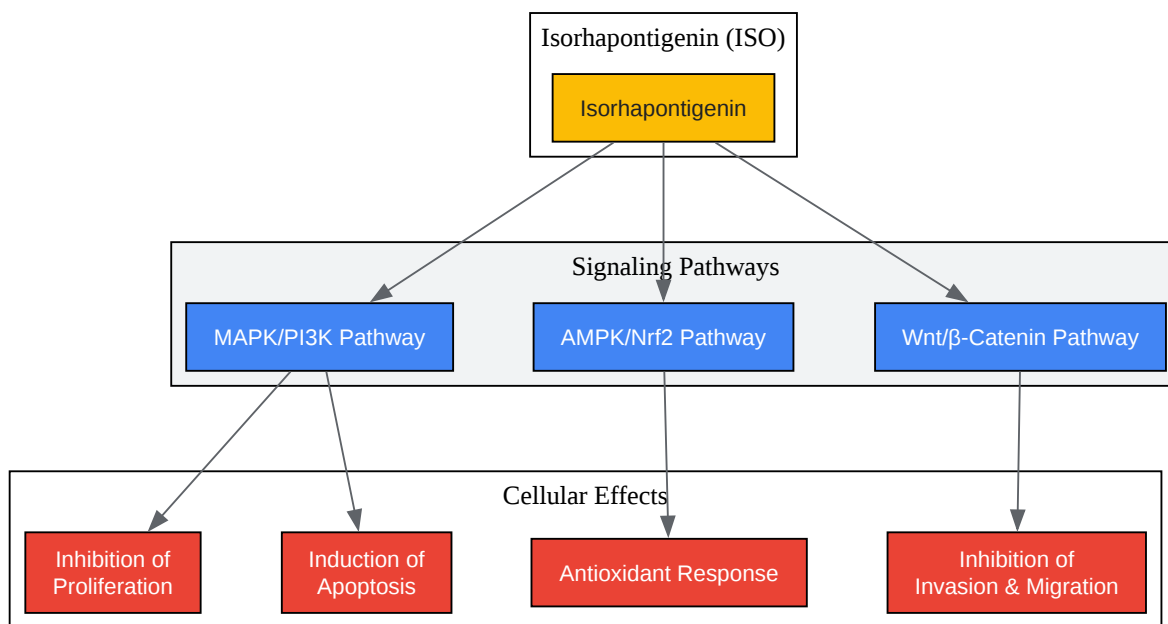 Isorhapontigenin (ISO)
Isorhapontigenin
Signaling Pathways
MAPK/PI3K Pathway
AMPK/Nrf2 Pathway
Wnt/β-Catenin Pathway
Cellular Effects
Inhibition of
Proliferation
Induction of
Apoptosis
Antioxidant Response
Inhibition of
Invasion & Migration